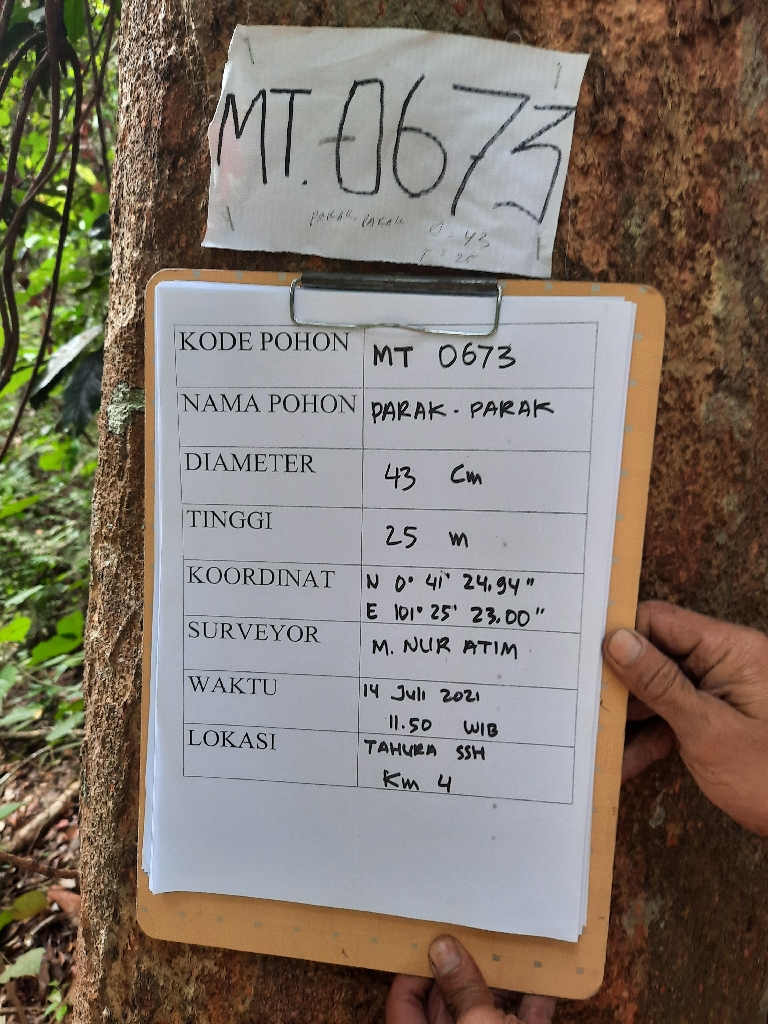 MT.-0673
PARAK-PARAK
D = 43
T = 25
KODE POHON MT 0673
NAMA POHON PARAK-PARAK
DIAMETER 43 Cm
TINGGI 25 m
KOORDINAT N 0° 41' 24,94"
E 101° 25' 23,00"
SURVEYOR M. NUR ATIM
WAKTU 14 Juli 2021
11.50 WIB
LOKASI TAHURA SSH
Km 4